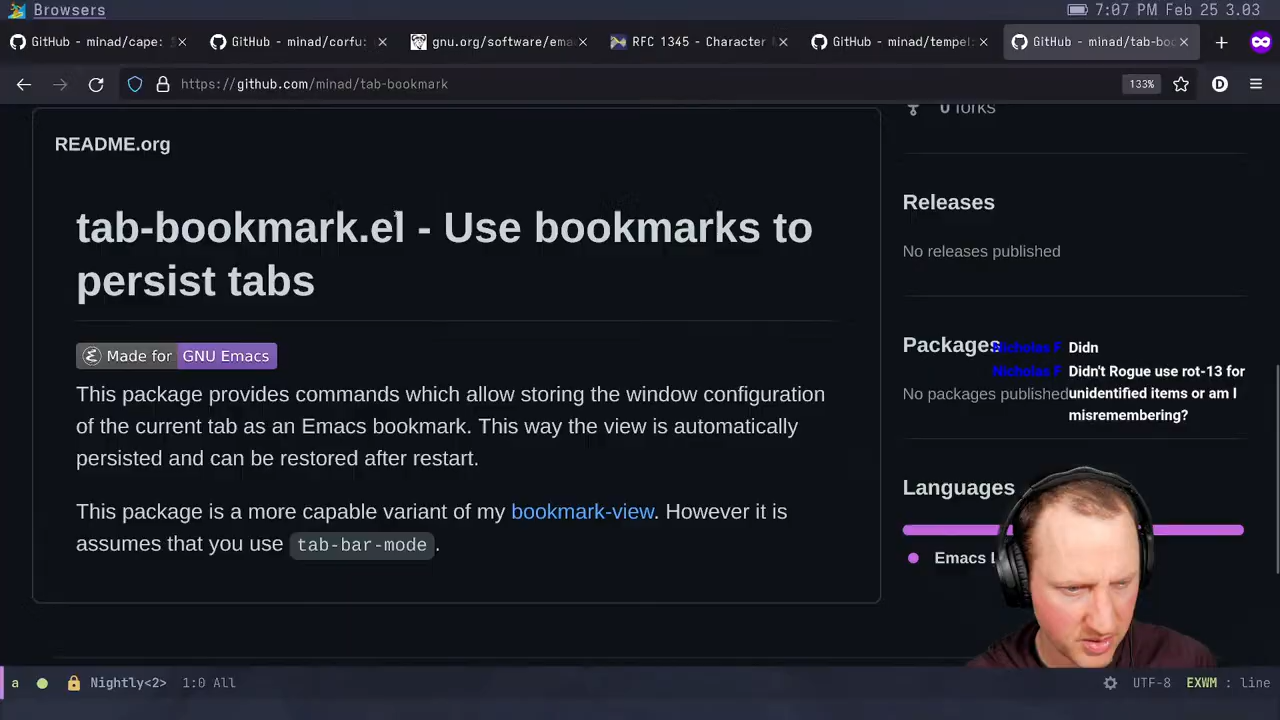 Browsers
7:07 PM Feb 25 3.03
GitHub - minad/cape:
GitHub - minad/corfu:
gnu.org/software/ema
RFC 1345 - Character
GitHub - minad/tempel
GitHub - minad/tab-boo
https://github.com/minad/tab-bookmark
133%
D
0 forks
README.org
tab-bookmark.el - Use bookmarks to
persist tabs
Made for GNU Emacs
This package provides commands which allow storing the window configuration
of the current tab as an Emacs bookmark. This way the view is automatically
persisted and can be restored after restart.
This package is a more capable variant of my bookmark-view. However it is
assumes that you use tab-bar-mode.
Releases
No releases published
Packages
No packages published
Nicholas F Didn
Nicholas F Didn't Rogue use rot-13 for
unidentified items or am I
misremembering?
Languages
Emacs L
a Nightly<2> 1:0 All
UTF-8 EXWM : line